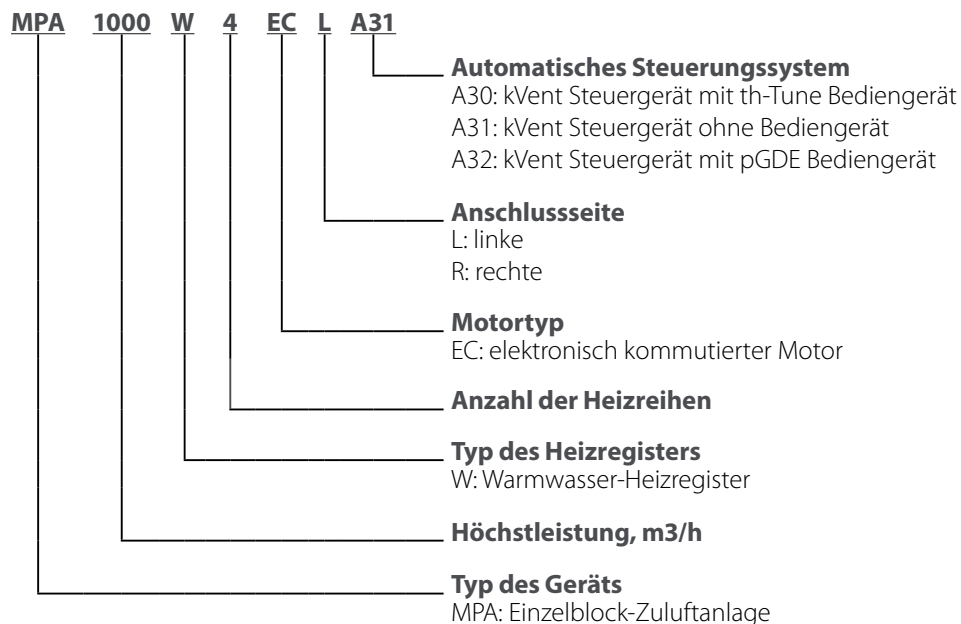 MPA 1000 W 4 EC L A31
Automatisches Steuerungssystem
A30: kVent Steuergerät mit th-Tune Bediengerät
A31: kVent Steuergerät ohne Bediengerät
A32: kVent Steuergerät mit pGDE Bediengerät
Anschlussseite
L: linke
R: rechte
Motortyp
EC: elektronisch kommutierter Motor
Anzahl der Heizreihen
Typ des Heizregisters
W: Warmwasser-Heizregister
Höchstleistung, m3/h
Typ des Geräts
MPA: Einzelblock-Zuluftanlage